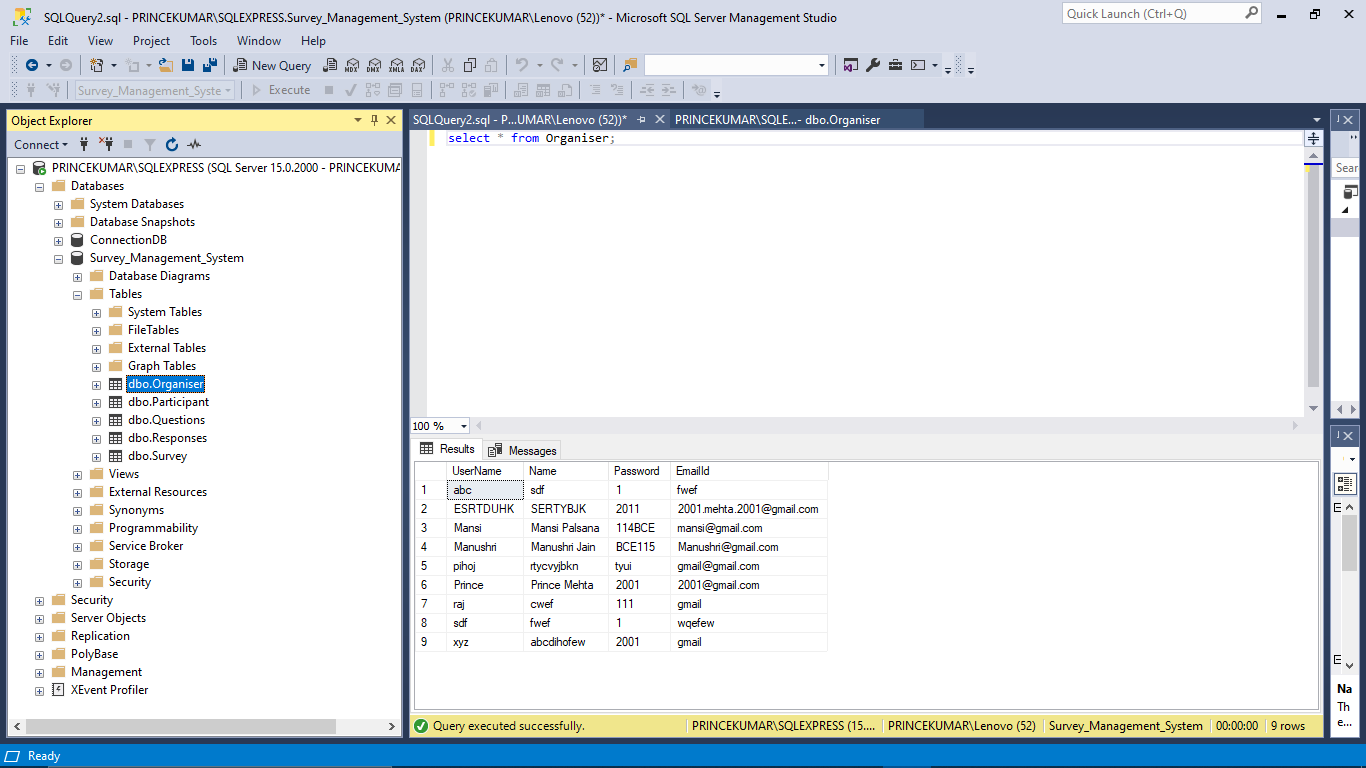 SQLQuery2.sql - PRINCEKUMAR\SQLEXPRESS.Survey_Management_System (PRINCEKUMAR\Lenovo (52))* - Microsoft SQL Server Management Studio
Quick Launch (Ctrl+Q)
File Edit View Project Tools Window Help
New Query MDX DMX XMLA DAX
Survey_Management_Syste Execute
Object Explorer
Connect
PRINCEKUMAR\SQLEXPRESS (SQL Server 15.0.2000 - PRINCEKUMA
Databases
System Databases
Database Snapshots
ConnectionDB
Survey_Management_System
Database Diagrams
Tables
System Tables
FileTables
External Tables
Graph Tables
dbo.Organiser
dbo.Participant
dbo.Questions
dbo.Responses
dbo.Survey
Views
External Resources
Synonyms
Programmability
Service Broker
Storage
Security
Security
Server Objects
Replication
PolyBase
Management
XEvent Profiler
SQLQuery2.sql - P...UMAR\Lenovo (52))* PRINCEKUMAR\SQLE...- dbo.Organiser
select * from Organiser;
100 %
Results Messages
UserName Name Password EmailId
1 abc sdf 1 fwef
2 ESRTDUHK SERTYBJK 2011 2001.mehta.2001@gmail.com
3 Mansi Mansi Palsana 114BCE mansi@gmail.com
4 Manushri Manushri Jain BCE115 Manushri@gmail.com
5 pihoj rtycvyjbkn tyui gmail@gmail.com
6 Prince Prince Mehta 2001 2001@gmail.com
7 raj cwef 111 gmail
8 sdf fwef 1 wqefew
9 xyz abcdihofew 2001 gmail
Query executed successfully. PRINCEKUMAR\SQLEXPRESS (15.... PRINCEKUMAR\Lenovo (52) Survey_Management_System 00:00:00 9 rows
Sear
Na
Th
e...
Ready